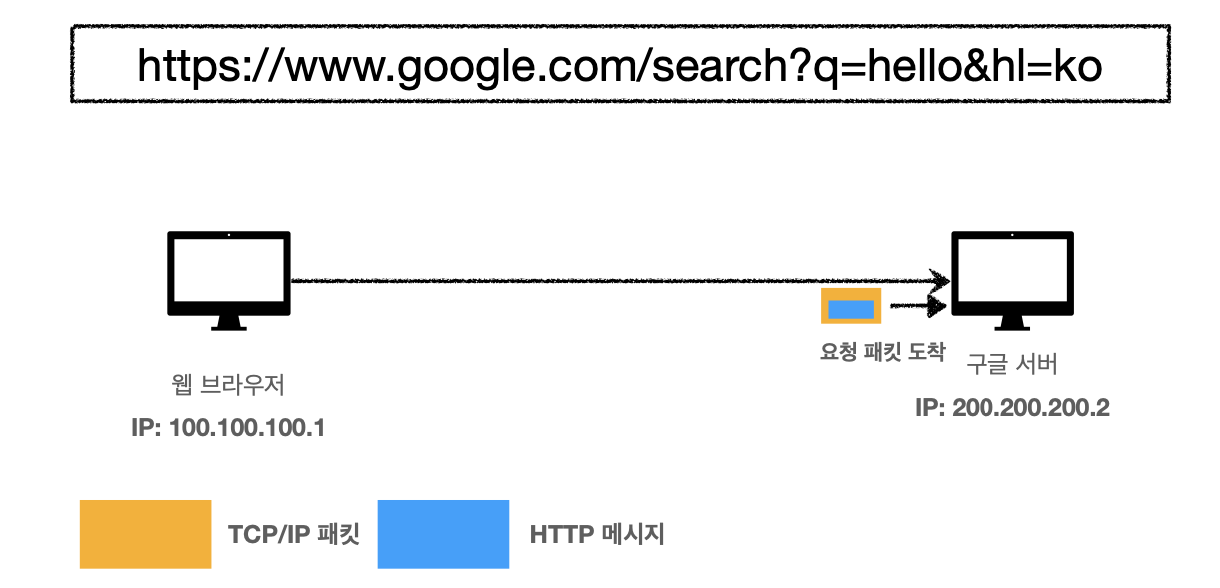 https://www.google.com/search?q=hello&hl=ko
요청 패킷 도착
웹 브라우저
구글 서버
IP: 100.100.100.1
IP: 200.200.200.2
TCP/IP 패킷
HTTP 메시지